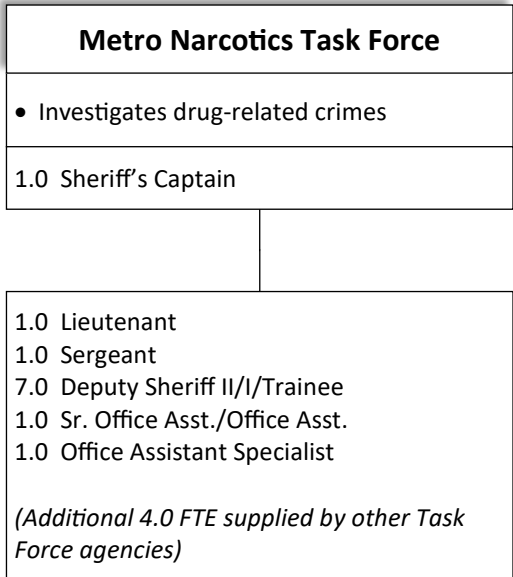 Metro Narcotics Task Force
• Investigates drug-related crimes
1.0 Sheriff’s Captain
1.0 Lieutenant
1.0 Sergeant
7.0 Deputy Sheriff II/I/Trainee
1.0 Sr. Office Asst./Office Asst.
1.0 Office Assistant Specialist
(Additional 4.0 FTE supplied by other Task
Force agencies)